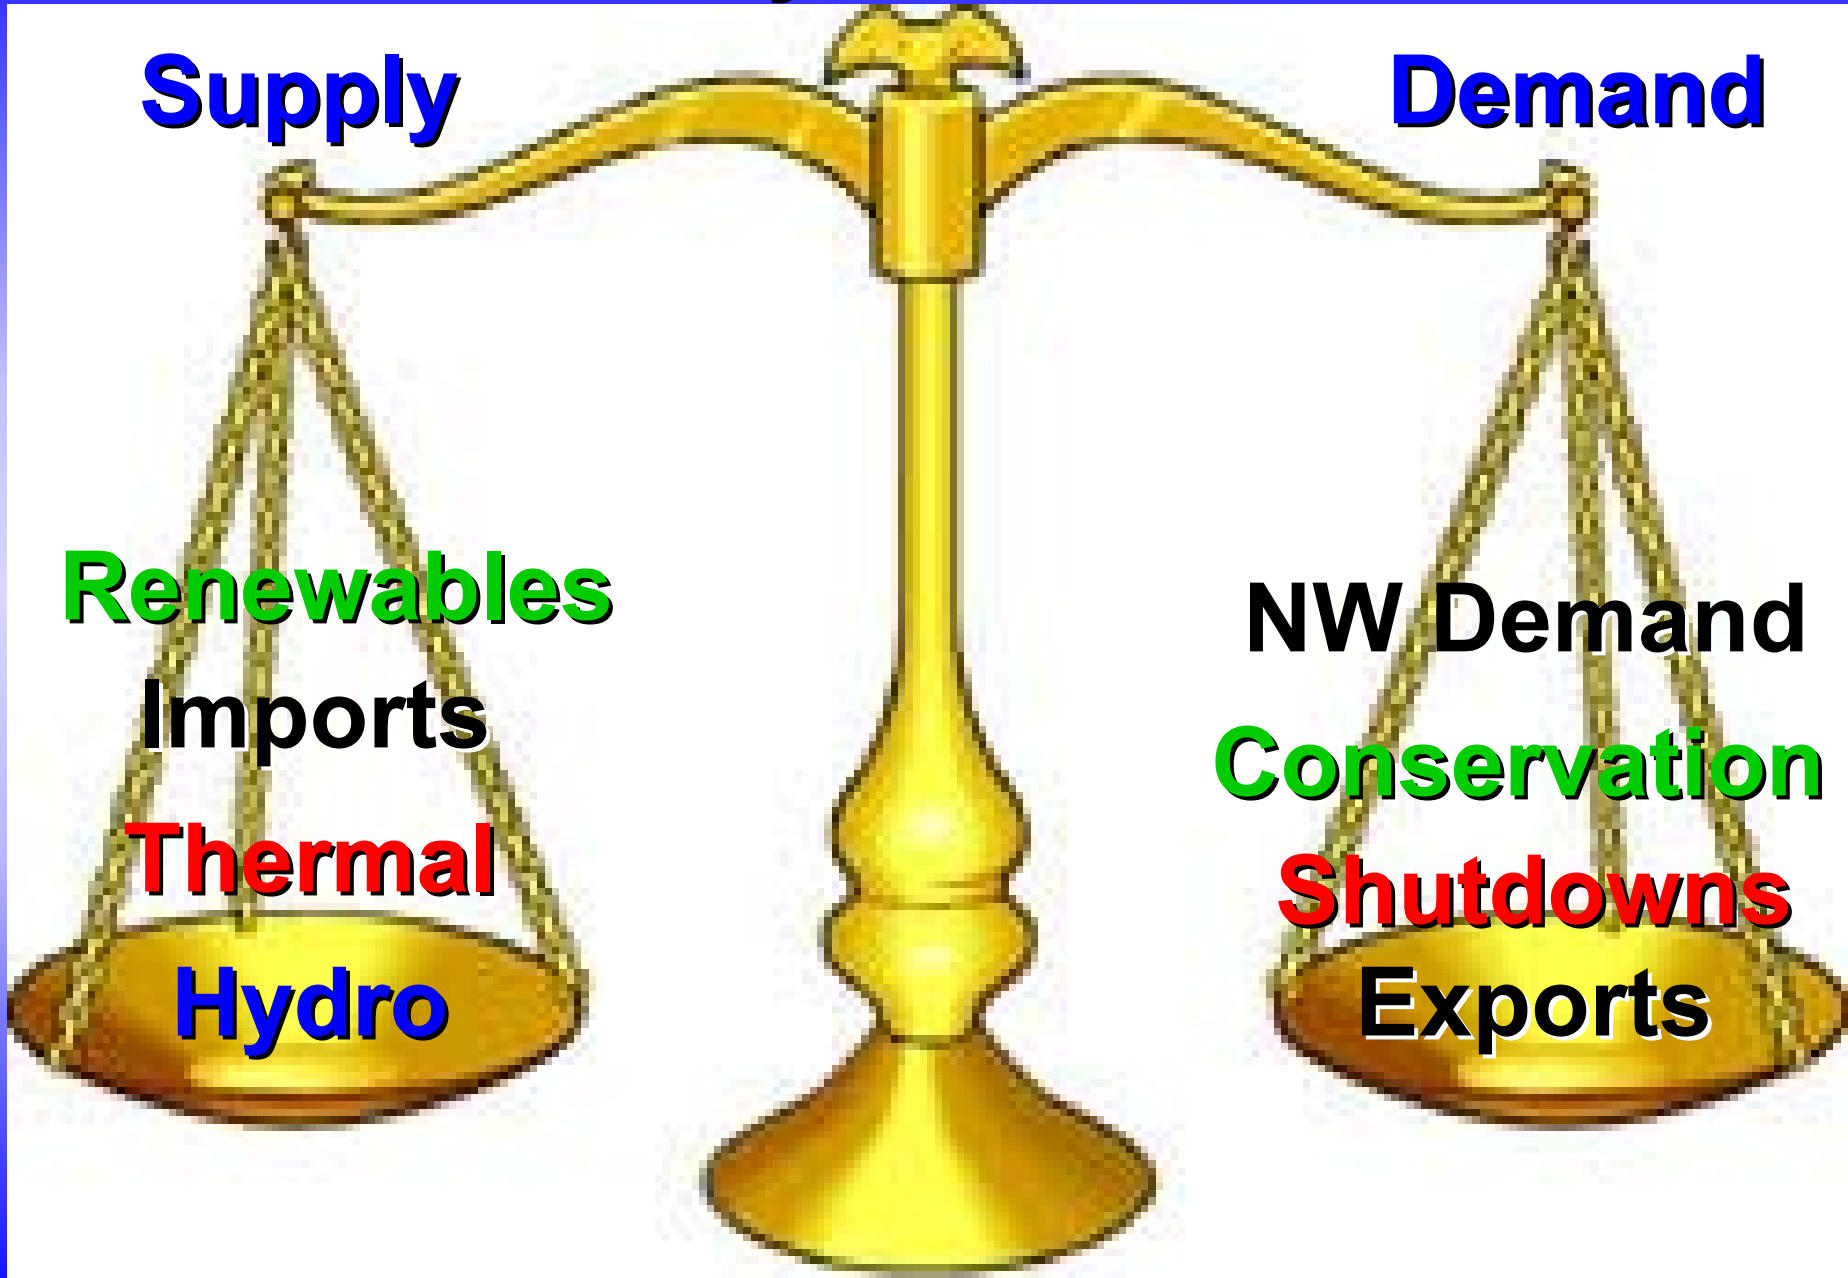 Supply
Demand
Renewables
Imports
Thermal
Hydro
NW Demand
Conservation
Shutdowns
Exports